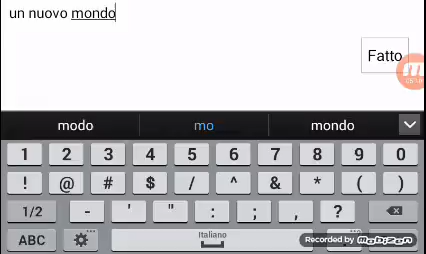 un nuovo mondo
Fatto
modo mo mondo
1 2 3 4 5 6 7 8 9 0
! @ # $ / ^ & * ( )
1/2 - ' " : ; , ?
ABC Italiano Recorded by Mobizen